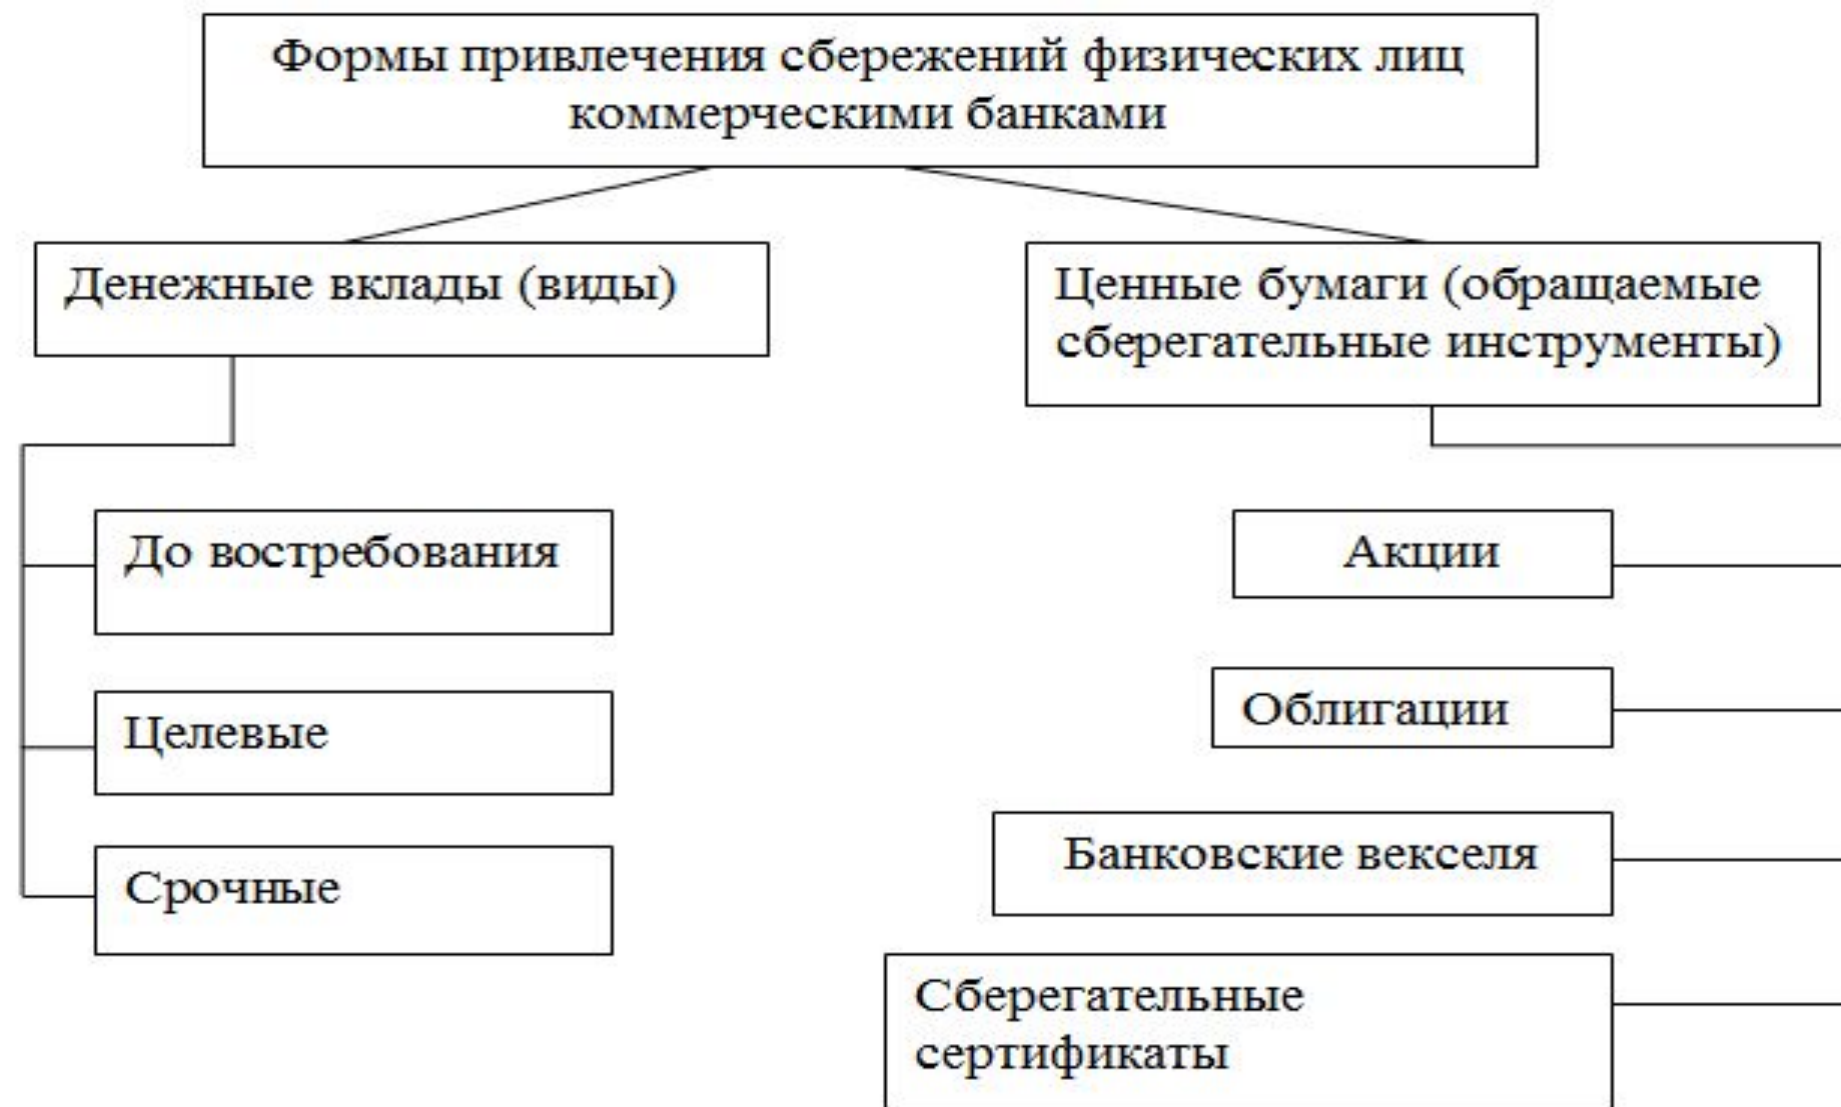 Формы привлечения сбережений физических лиц
коммерческими банками
Денежные вклады (виды)
Ценные бумаги (обращаемые
сберегательные инструменты)
До востребования
Целевые
Срочные
Акции
Облигации
Банковские векселя
Сберегательные
сертификаты